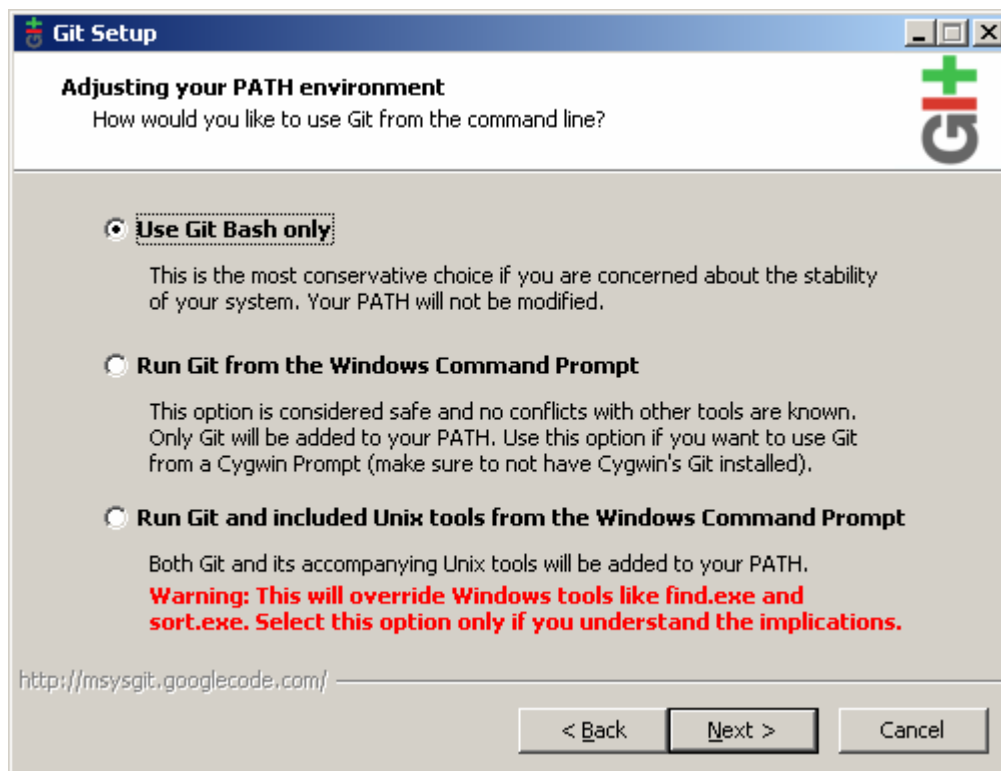 Git Setup
Adjusting your PATH environment
How would you like to use Git from the command line?
GIT
Use Git Bash only
This is the most conservative choice if you are concerned about the stability
of your system. Your PATH will not be modified.
Run Git from the Windows Command Prompt
This option is considered safe and no conflicts with other tools are known.
Only Git will be added to your PATH. Use this option if you want to use Git
from a Cygwin Prompt (make sure to not have Cygwin's Git installed).
Run Git and included Unix tools from the Windows Command Prompt
Both Git and its accompanying Unix tools will be added to your PATH.
Warning: This will override Windows tools like find.exe and
sort.exe. Select this option only if you understand the implications.
http://msysgit.googlecode.com/
< Back
Next >
Cancel